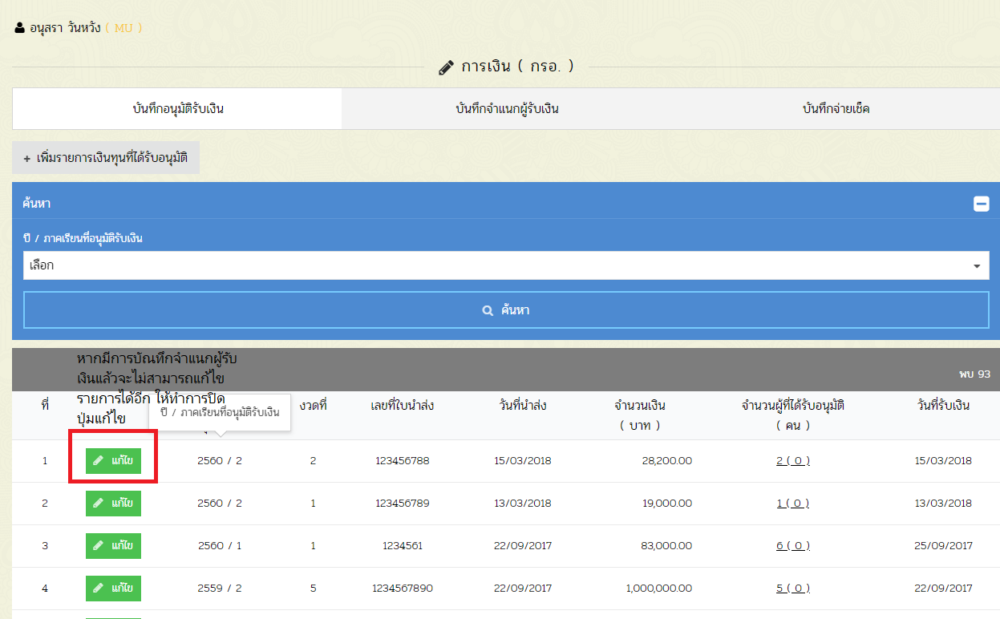 อนุสรา วันหวัง ( MU )
การเงิน ( กรอ. )
บันทึกอนุมัติรับเงิน บันทึกจำแนกผู้รับเงิน บันทึกจ่ายเช็ค
+ เพิ่มรายการเงินทุนที่ได้รับอนุมัติ
ค้นหา
ปี / ภาคเรียนที่อนุมัติรับเงิน
เลือก
ค้นหา
พบ 93
หากมีการบัณทึกจำแนกผู้รับ
เงินแล้วจะไม่สามารถแก้ไข
รายการได้อีก ให้ทำการปิด
ปุ่มแก้ไข
ปี / ภาคเรียนที่อนุมัติรับเงิน
ที่ งวดที่ เลขที่ใบนำส่ง วันที่นำส่ง จำนวนเงิน จำนวนผู้ที่ได้รับอนุมัติ วันที่รับเงิน
( บาท ) ( คน )
1 แก้ไข 2560 / 2 2 123456788 15/03/2018 28,200.00 2 ( 0 ) 15/03/2018
2 แก้ไข 2560 / 2 1 123456789 13/03/2018 19,000.00 1 ( 0 ) 13/03/2018
3 แก้ไข 2560 / 1 1 1234561 22/09/2017 83,000.00 6 ( 0 ) 25/09/2017
4 แก้ไข 2559 / 2 5 1234567890 22/09/2017 1,000,000.00 5 ( 0 ) 22/09/2017